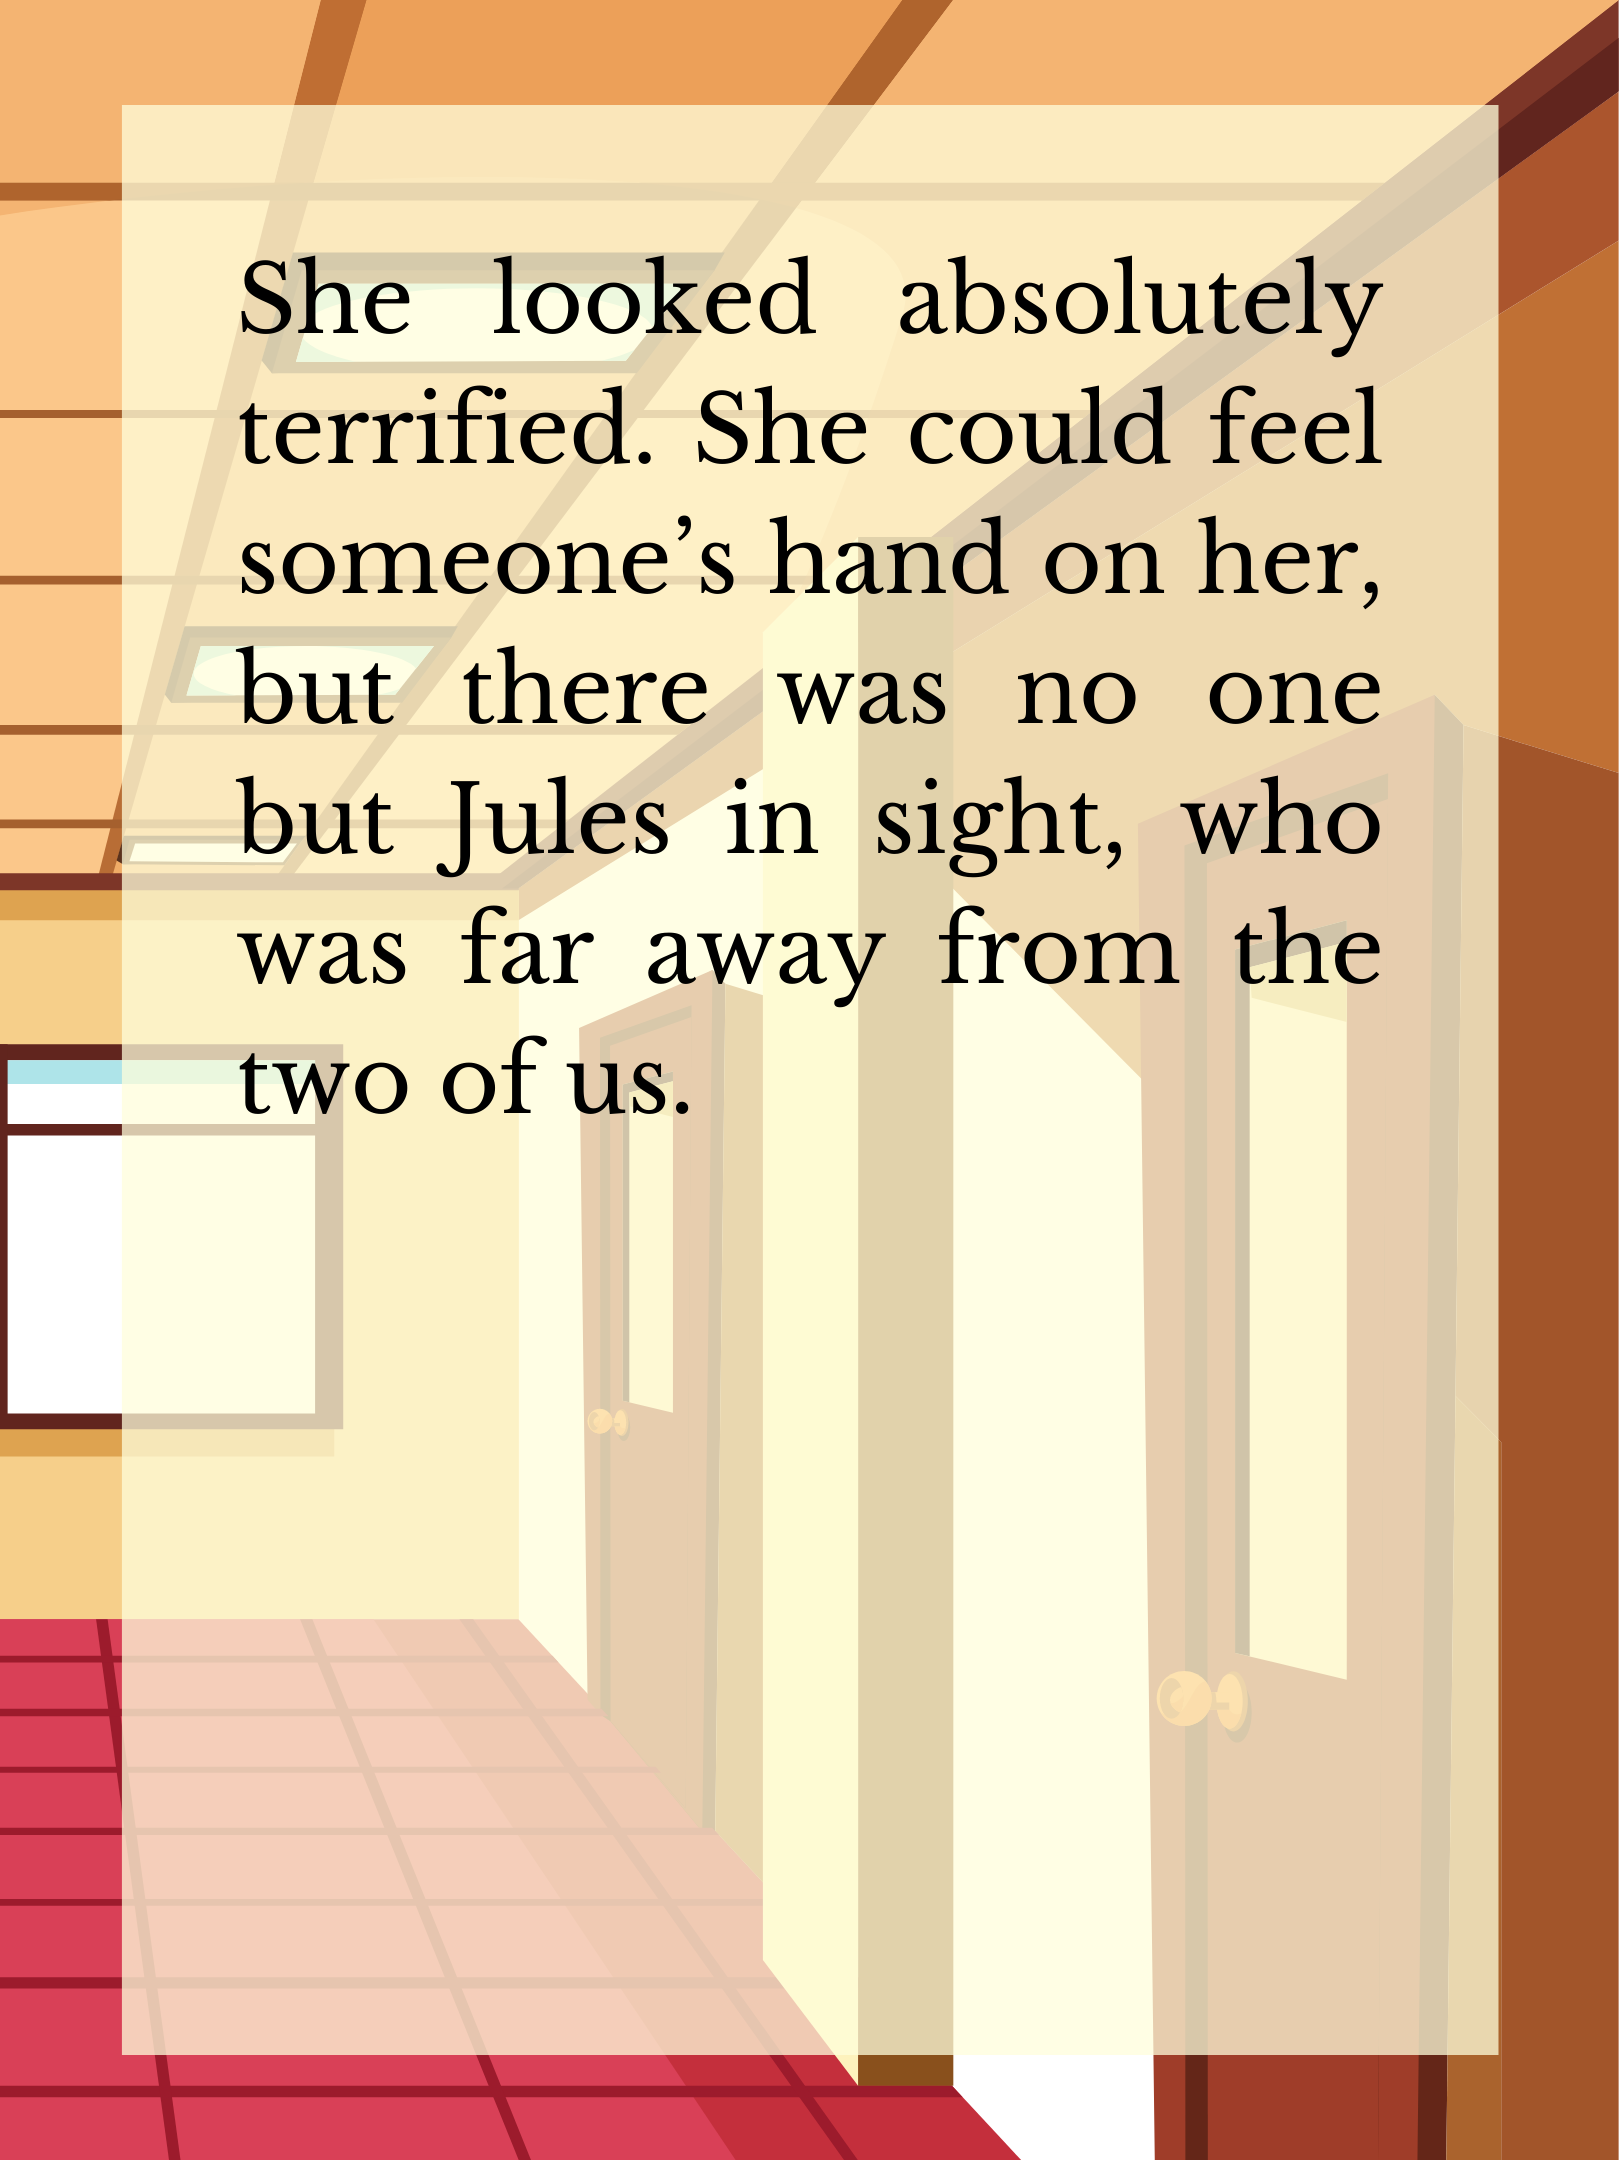 She looked absolutely
terrified. She could feel
someone’s hand on her,
but there was no one
but Jules in sight, who
was far away from the
two of us.